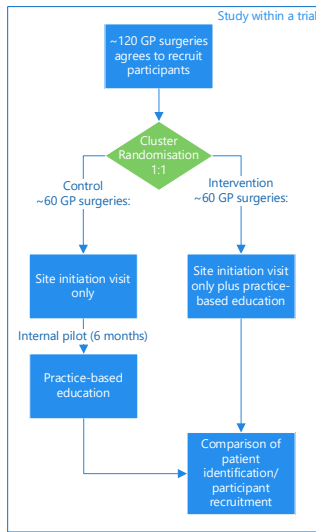 Study within a trial
~120 GP surgeries
agrees to recruit
participants
Cluster
Randomisation
1:1
Control
~60 GP surgeries:
Intervention
~60 GP surgeries:
Site initiation visit
only
Site initiation visit
only plus practice-
based education
Internal pilot (6 months)
Practice-based
education
Comparison of
patient
identification/
participant
recruitment